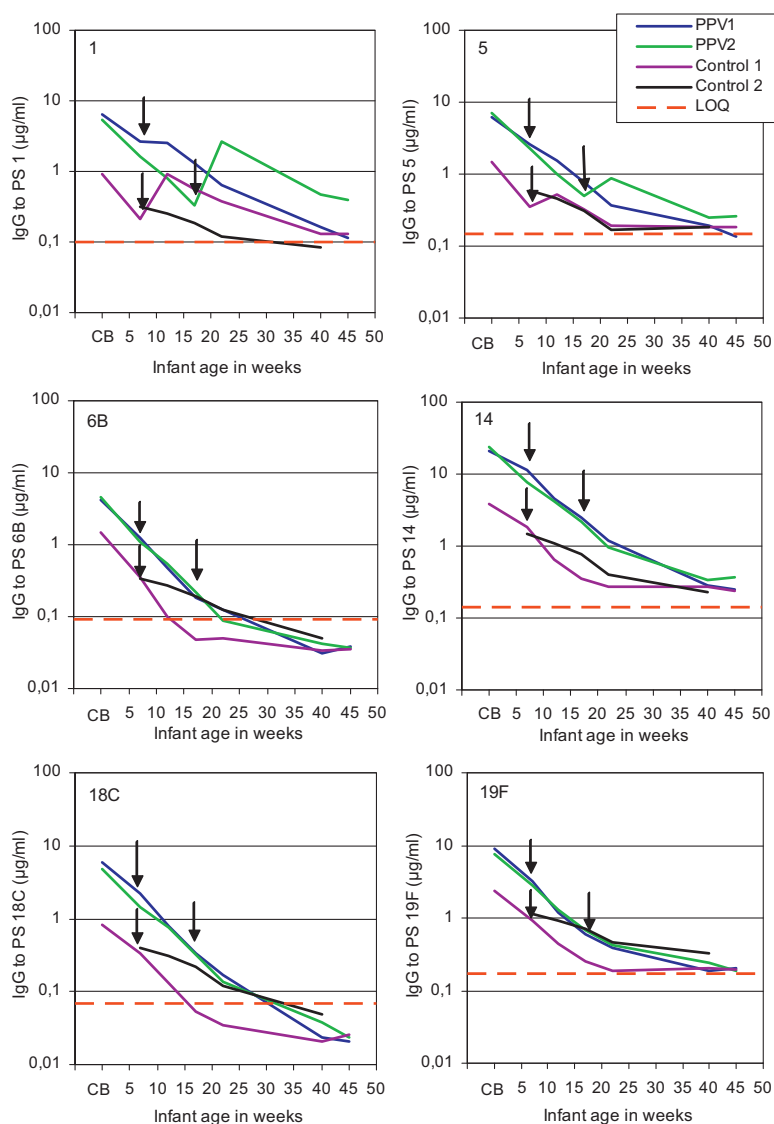 1
IgG to PS 1 (µg/ml)
100
10
1
0,1
0,01
CB 5 10 15 20 25 30 35 40 45 50
Infant age in weeks
5
IgG to PS 5 (µg/ml)
100
10
1
0,1
0,01
CB 5 10 15 20 25 30 35 40 45 50
Infant age in weeks
PPV1
PPV2
Control 1
Control 2
LOQ
6B
IgG to PS 6B (µg/ml)
100
10
1
0,1
0,01
CB 5 10 15 20 25 30 35 40 45 50
Infant age in weeks
14
IgG to PS 14 (µg/ml)
100
10
1
0,1
0,01
CB 5 10 14 20 25 30 35 40 45 50
Infant age in weeks
18C
IgG to PS 18C (µg/ml)
100
10
1
0,1
0,01
CB 5 10 15 20 25 30 35 40 45 50
Infant age in weeks
19F
IgG to PS 19F (µg/ml)
100
10
1
0,1
0,01
CB 5 10 15 20 25 30 35 40 45 50
Infant age in weeks